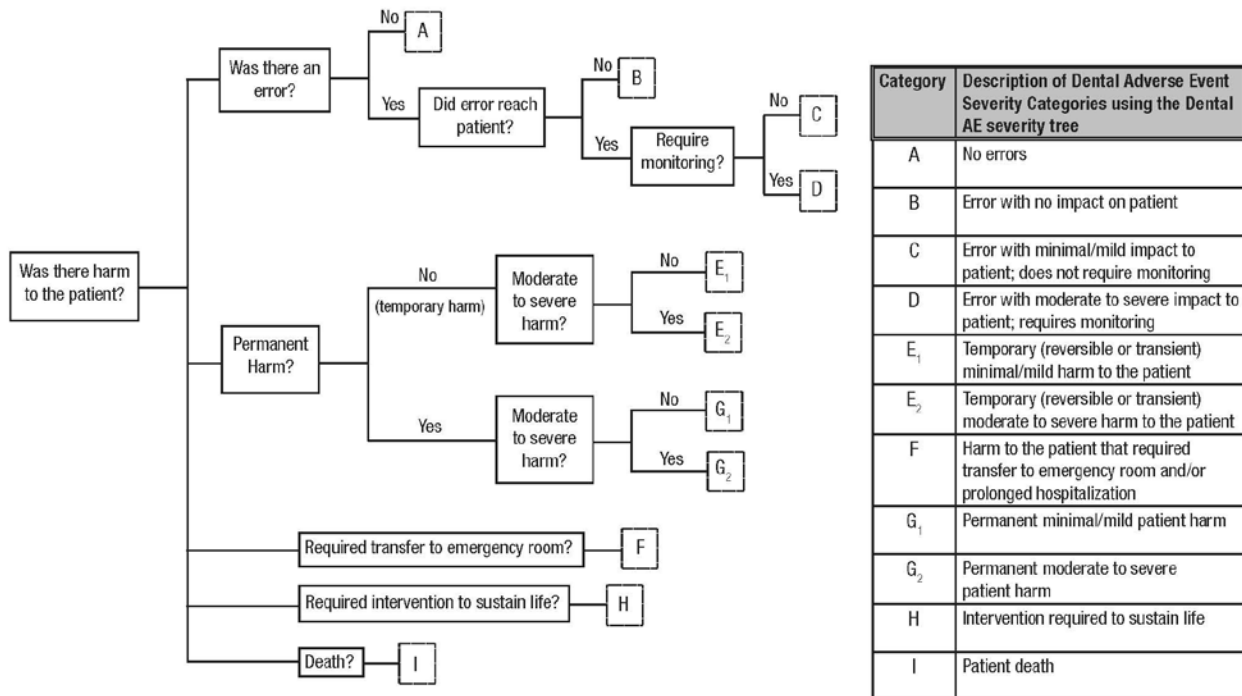 Was there an
error?
No
A
Yes
Did error reach
patient?
No
B
Yes
Require
monitoring?
No
C
Yes
D
Was there harm
to the patient?
Permanent
Harm?
No
(temporary harm)
Moderate
to severe
harm?
No
E₁
Yes
E₂
Yes
Moderate
to severe
harm?
No
G₁
Yes
G₂
Required transfer to emergency room?
F
Required intervention to sustain life?
H
Death?
I
Category
Description of Dental Adverse Event
Severity Categories using the Dental
AE severity tree
A
No errors
B
Error with no impact on patient
C
Error with minimal/mild impact to
patient; does not require monitoring
D
Error with moderate to severe impact to
patient; requires monitoring
E₁
Temporary (reversible or transient)
minimal/mild harm to the patient
E₂
Temporary (reversible or transient)
moderate to severe harm to the patient
F
Harm to the patient that required
transfer to emergency room and/or
prolonged hospitalization
G₁
Permanent minimal/mild patient harm
G₂
Permanent moderate to severe
patient harm
H
Intervention required to sustain life
I
Patient death